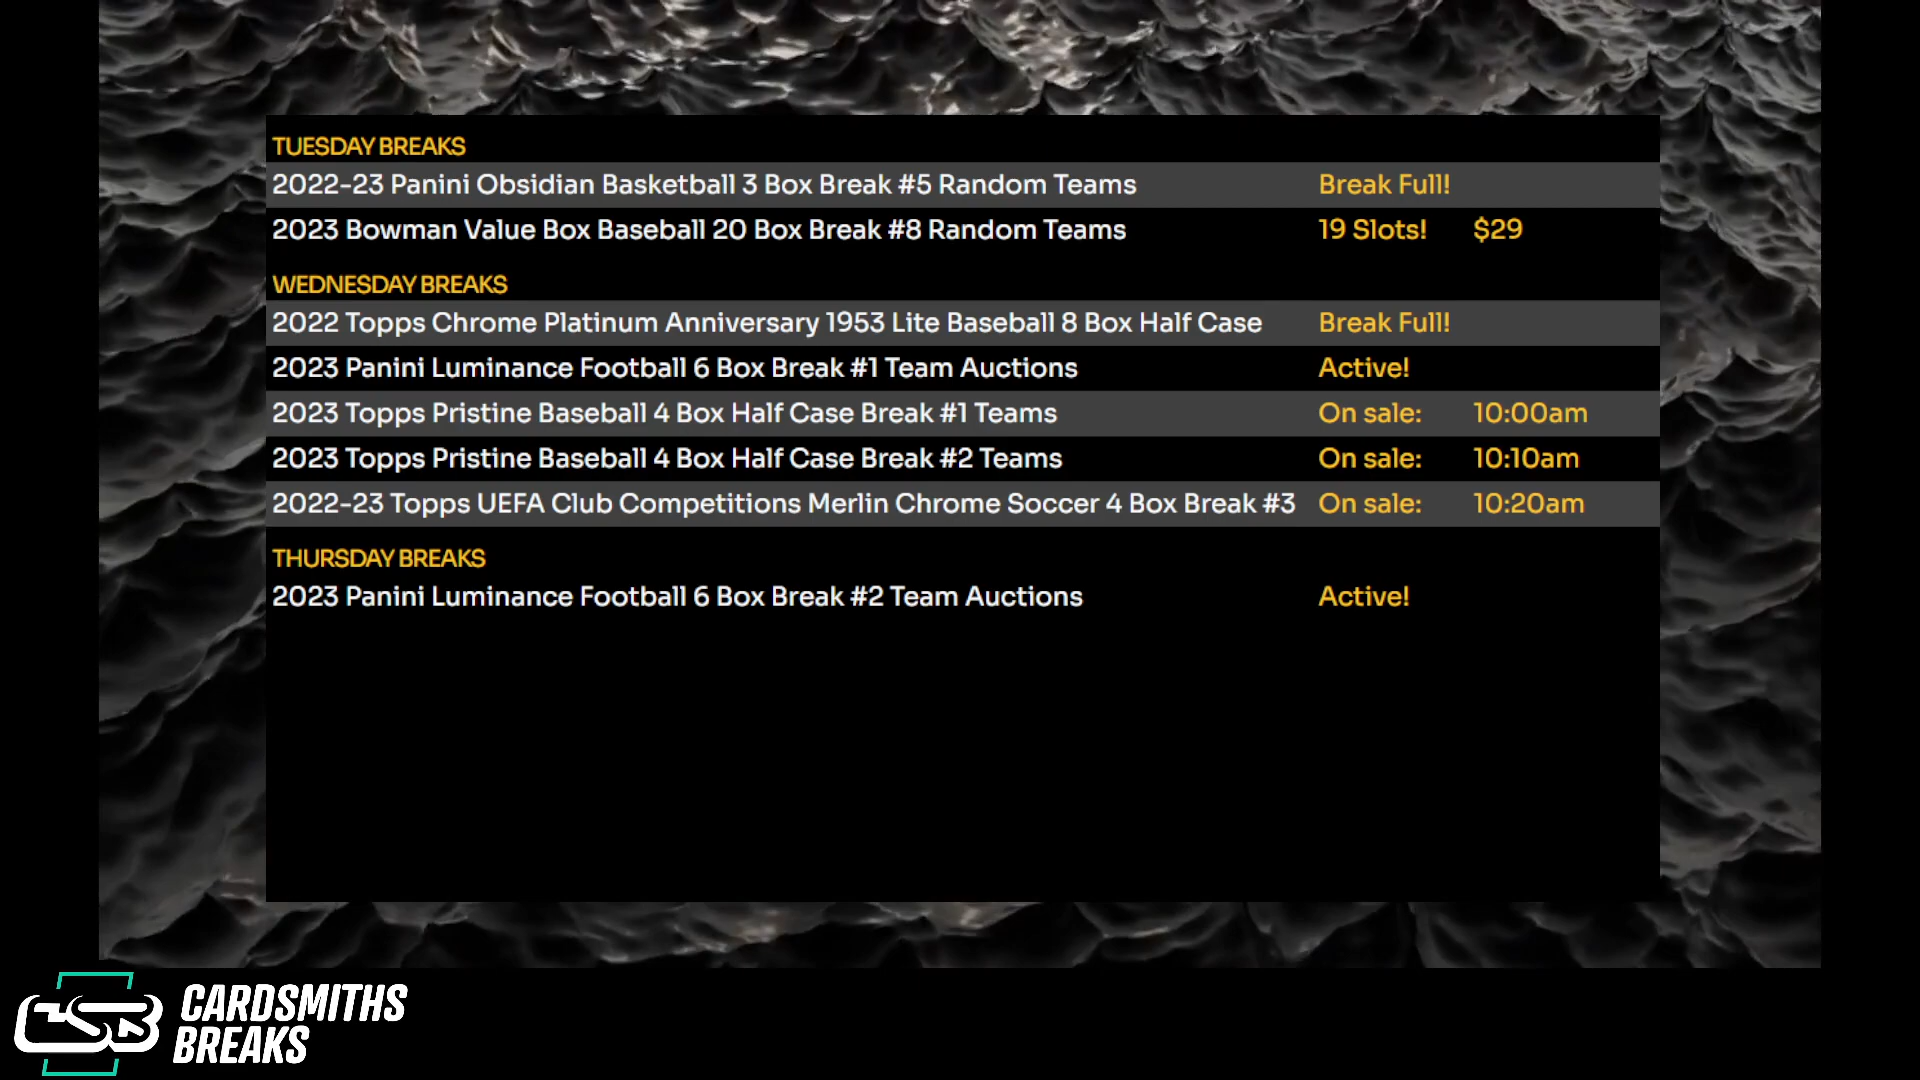 TUESDAY BREAKS
2022-23 Panini Obsidian Basketball 3 Box Break #5 Random Teams Break Full!
2023 Bowman Value Box Baseball 20 Box Break #8 Random Teams 19 Slots! $29
WEDNESDAY BREAKS
2022 Topps Chrome Platinum Anniversary 1953 Lite Baseball 8 Box Half Case Break Full!
2023 Panini Luminance Football 6 Box Break #1 Team Auctions Active!
2023 Topps Pristine Baseball 4 Box Half Case Break #1 Teams On sale: 10:00am
2023 Topps Pristine Baseball 4 Box Half Case Break #2 Teams On sale: 10:10am
2022-23 Topps UEFA Club Competitions Merlin Chrome Soccer 4 Box Break #3 On sale: 10:20am
THURSDAY BREAKS
2023 Panini Luminance Football 6 Box Break #2 Team Auctions Active!
CSB CARDSMITHS
BREAKS